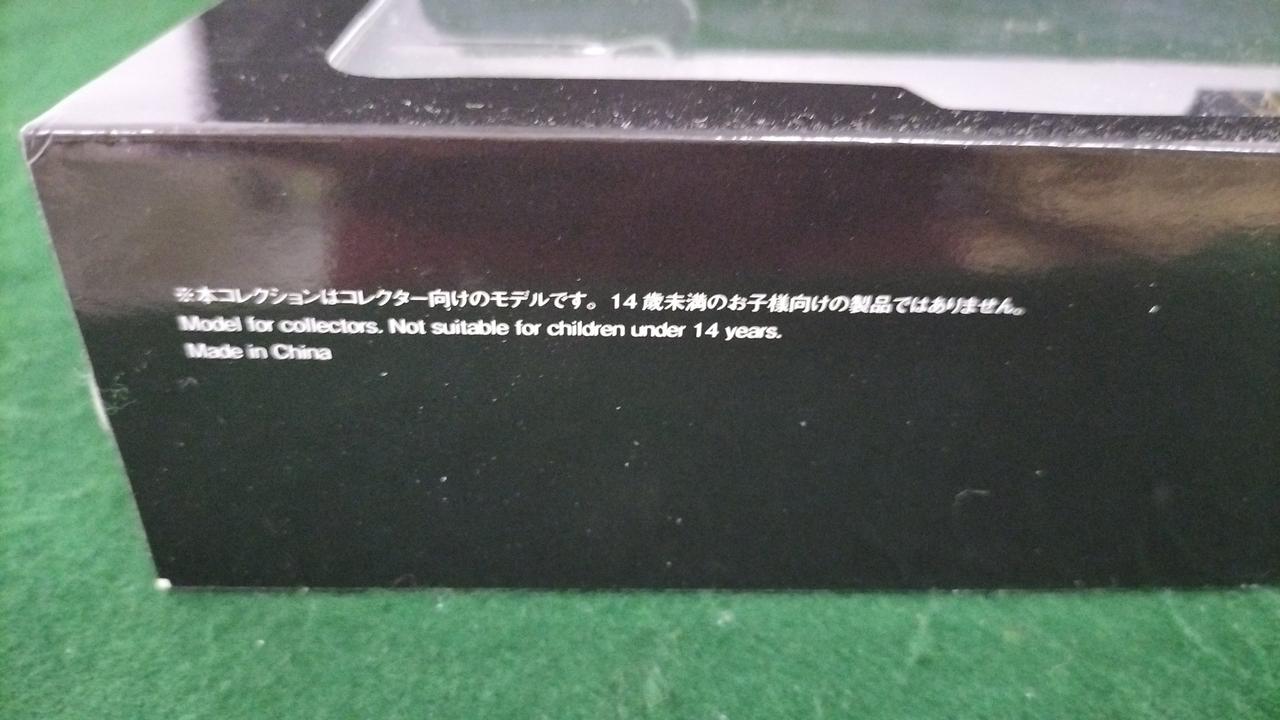 ※本コレクションはコレクター向けのモデルです。14歳未満のお子様向けの製品ではありません。
Model for collectors. Not suitable for children under 14 years.
Made in China